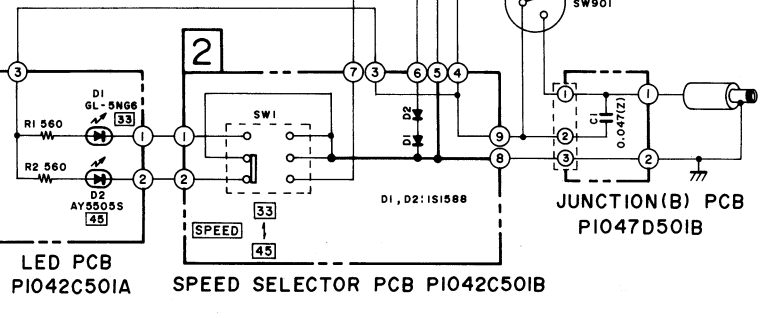 SW901
2
3
7
3
6
5
4
D1
GL-5NG6
33
R1 560
1
1
SW1
D2
D1
9
1
2
C1
0.047(Z)
1
R2 560
2
2
8
3
2
D2
AY5505S
45
33
SPEED
45
D1, D2:1S1588
JUNCTION(B) PCB
P1047D501B
LED PCB
P1042C501A
SPEED SELECTOR PCB P1042C501B